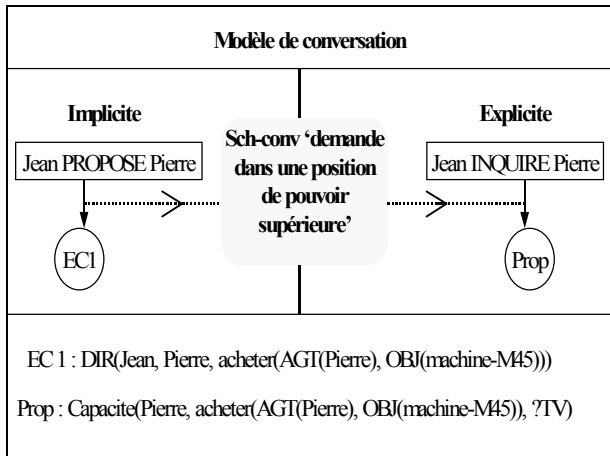 Modèle de conversation
Implicite
Jean PROPOSE Pierre
EC1
Sch-conv ‘demande
dans une position
de pouvoir
supérieure’
Explicite
Jean INQUIRE Pierre
Prop
EC 1 : DIR(Jean, Pierre, acheter(AGT(Pierre), OBJ(machine-M45)))
Prop : Capacite(Pierre, acheter(AGT(Pierre), OBJ(machine-M45)), ?TV)